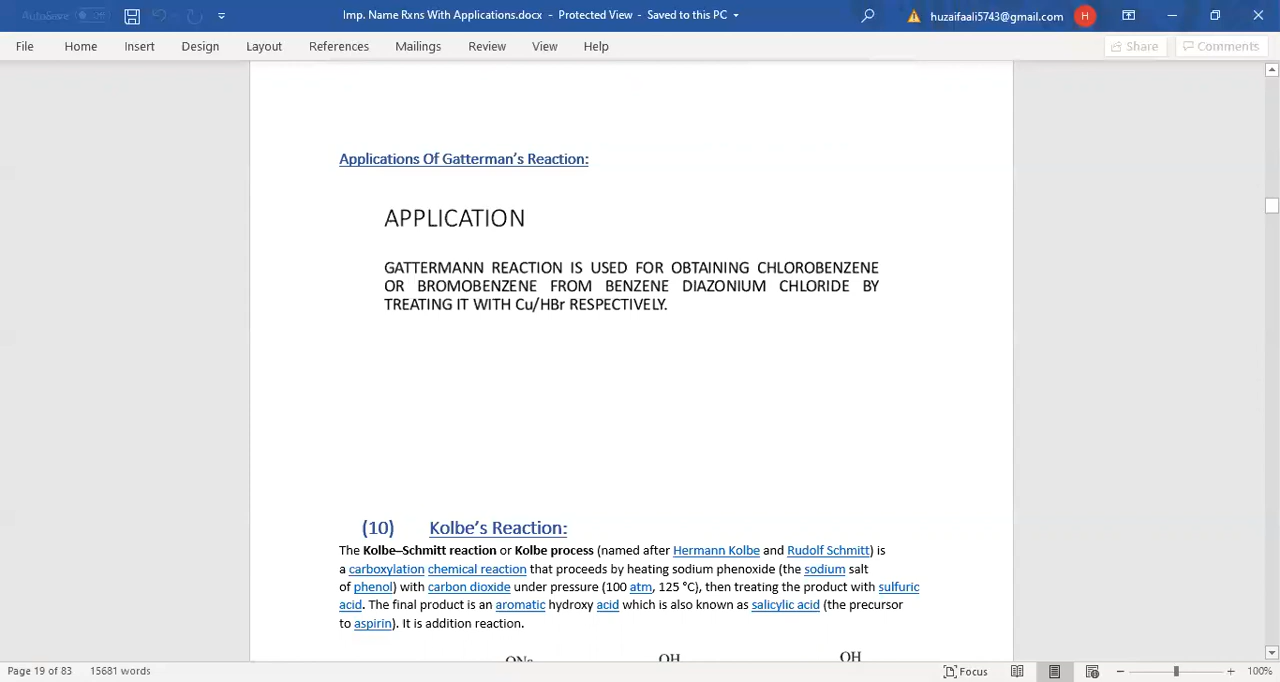 AutoSave
Imp. Name Rxns With Applications.docx - Protected View - Saved to this PC
huzaifaali5743@gmail.com
H
File Home Insert Design Layout References Mailings Review View Help
Share Comments
Applications Of Gatterman's Reaction:
APPLICATION
GATTERMANN REACTION IS USED FOR OBTAINING CHLOROBENZENE
OR BROMOBENZENE FROM BENZENE DIAZONIUM CHLORIDE BY
TREATING IT WITH Cu/HBr RESPECTIVELY.
(10) Kolbe's Reaction:
The Kolbe–Schmitt reaction or Kolbe process (named after Hermann Kolbe and Rudolf Schmitt) is
a carboxylation chemical reaction that proceeds by heating sodium phenoxide (the sodium salt
of phenol) with carbon dioxide under pressure (100 atm, 125 °C), then treating the product with sulfuric
acid. The final product is an aromatic hydroxy acid which is also known as salicylic acid (the precursor
to aspirin). It is addition reaction.
ONa OH OH
Page 19 of 83 15681 words
Focus
100%